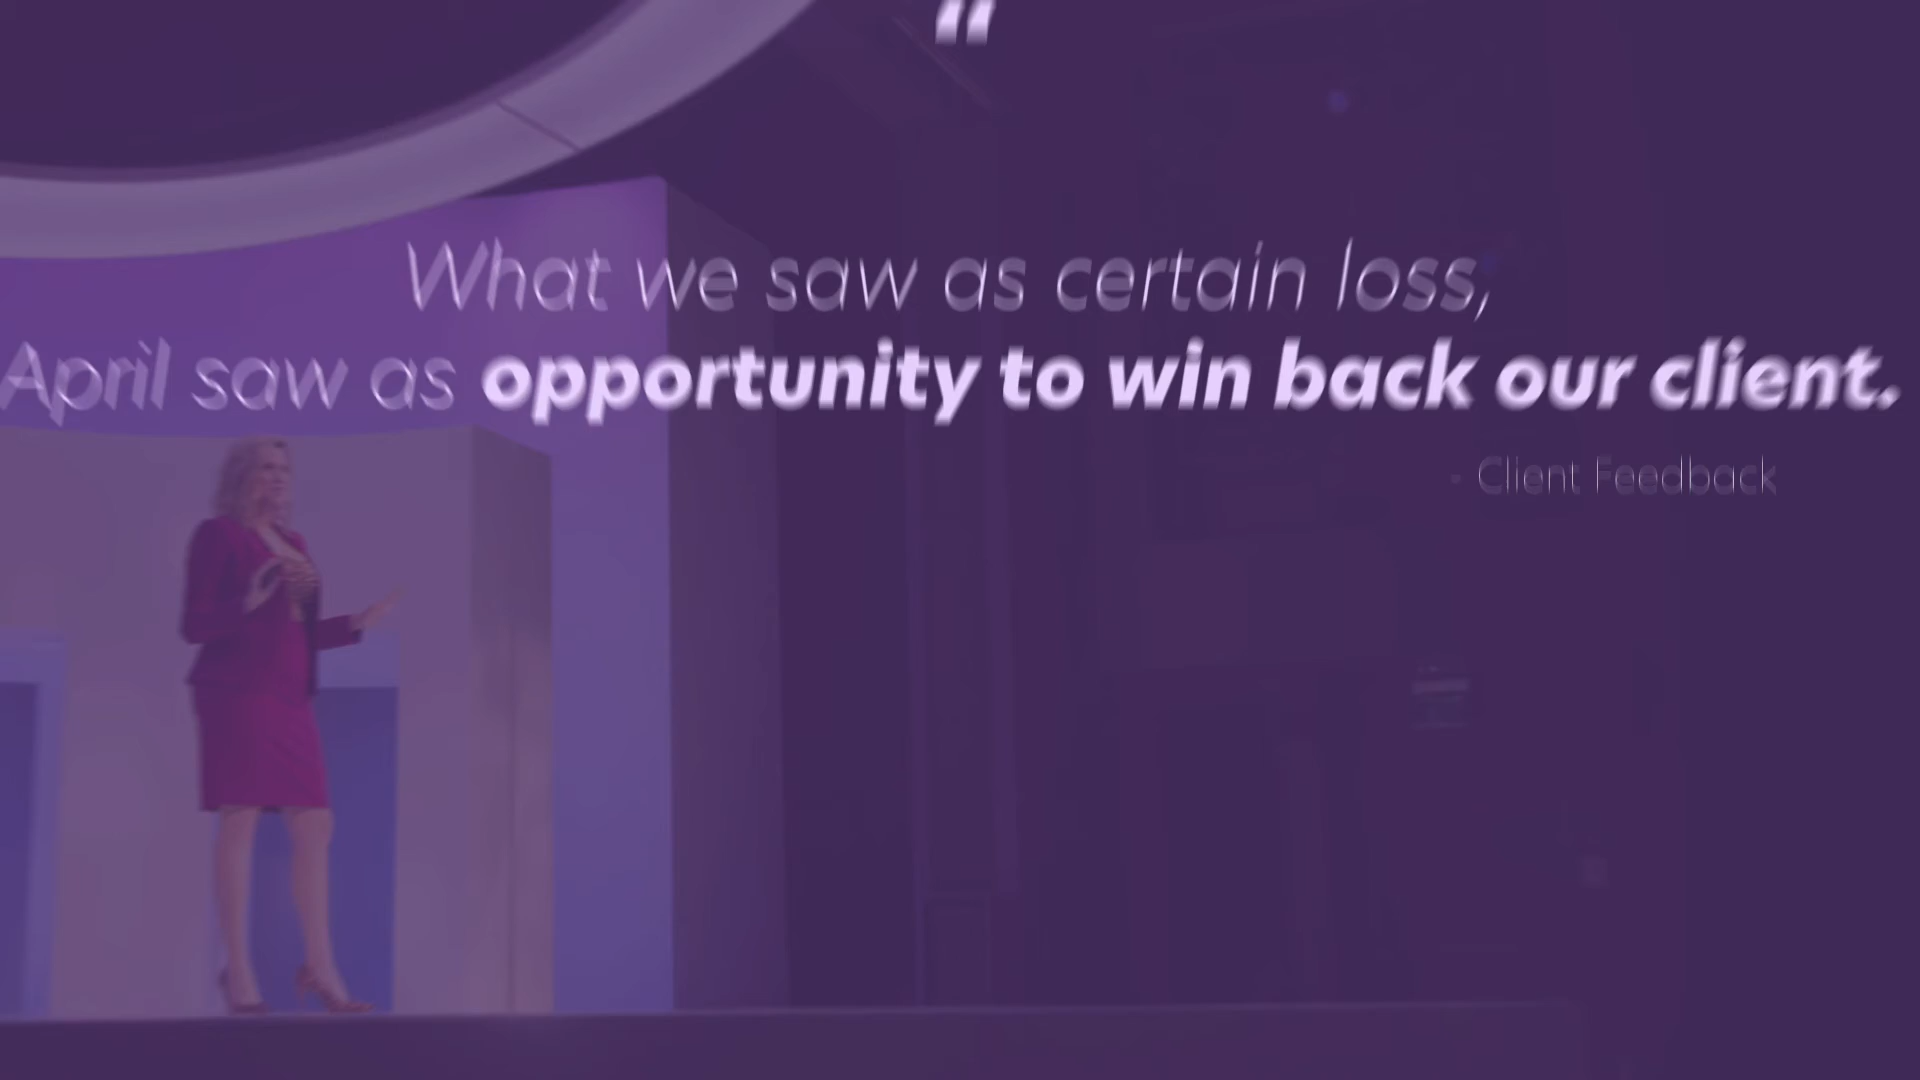 “
What we saw as certain loss,
April saw as opportunity to win back our client.
- Client Feedback